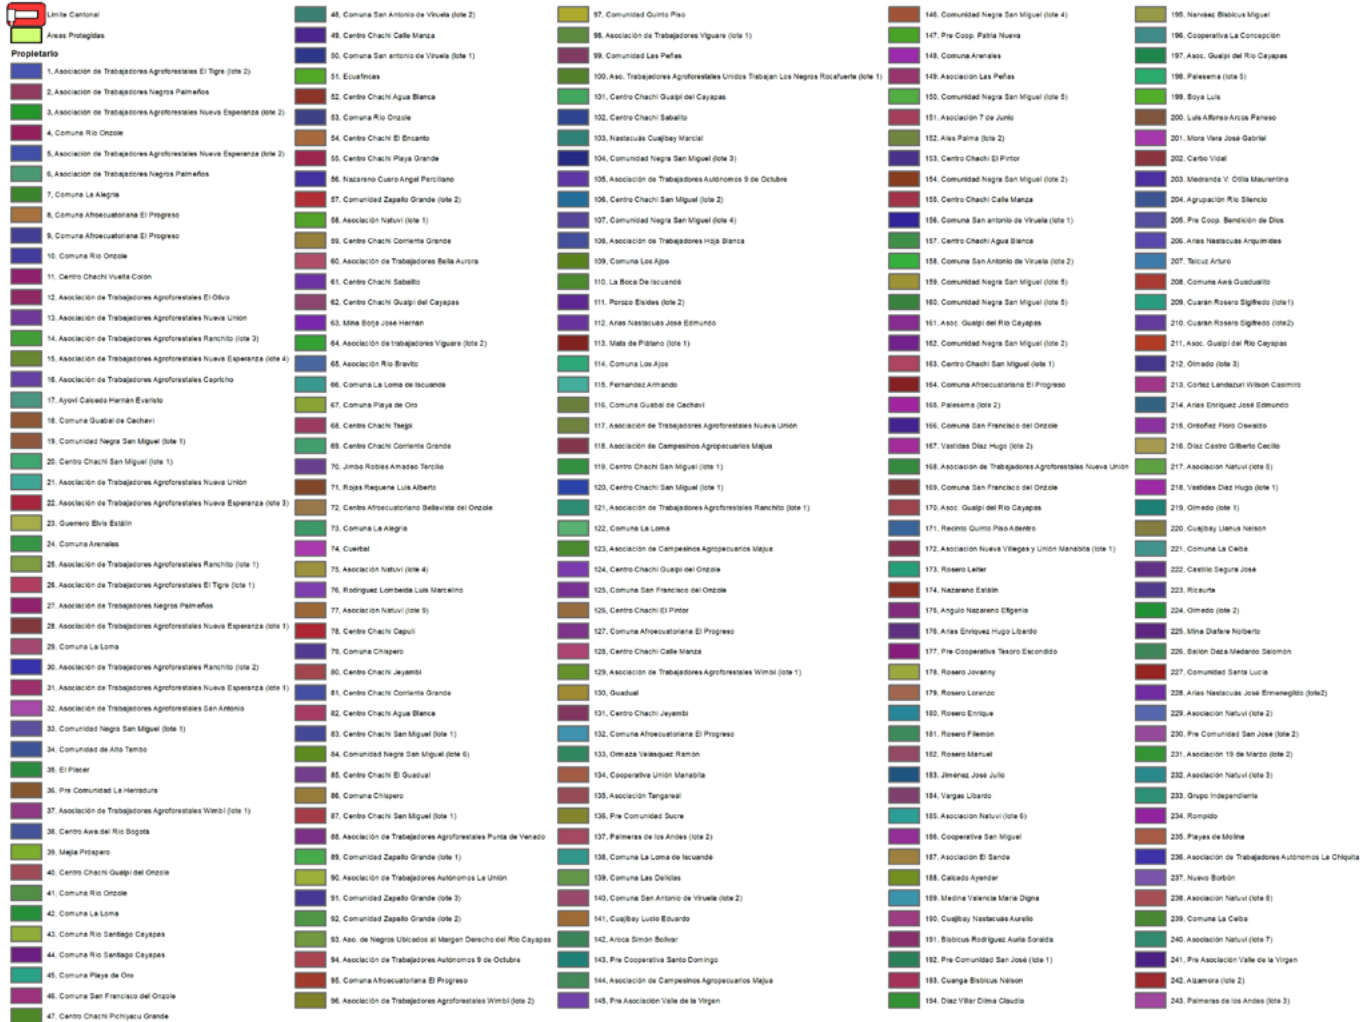 Límite Cantonal
Áreas Protegidas
Propietario
1, Asociación de Trabajadores Agroforestales El Tigre (lote 2)
2, Asociación de Trabajadores Negros Palmeños
3, Asociación de Trabajadores Agroforestales Nueva Esperanza (lote 2)
4, Comuna Río Onzole
5, Asociación de Trabajadores Agroforestales Nueva Esperanza (lote 2)
6, Asociación de Trabajadores Negros Palmeños
7, Comuna La Alegria
8, Comuna Afroecuatoriana El Progreso
9, Comuna Afroecuatoriana El Progreso
10, Comuna Río Onzole
11, Centro Chachi Vuelta Colón
12, Asociación de Trabajadores Agroforestales El Olivo
13, Asociación de Trabajadores Agroforestales Nueva Unión
14, Asociación de Trabajadores Agroforestales Ranchito (lote 3)
15, Asociación de Trabajadores Agroforestales Nueva Esperanza (lote 4)
16, Asociación de Trabajadores Agroforestales Capricho
17, Ayovi Caicedo Hernán Evaristo
18, Comuna Guabal de Cachavi
19, Comunidad Negra San Miguel (lote 1)
20, Centro Chachi San Miguel (lote 1)
21, Asociación de Trabajadores Agroforestales Nueva Unión
22, Asociación de Trabajadores Agroforestales Nueva Esperanza (lote 3)
23, Guerrero Elvis Estálin
24, Comuna Arenales
25, Asociación de Trabajadores Agroforestales Ranchito (lote 1)
26, Asociación de Trabajadores Agroforestales El Tigre (lote 1)
27, Asociación de Trabajadores Negros Palmeños
28, Asociación de Trabajadores Agroforestales Nueva Esperanza (lote 1)
29, Comuna La Loma
30, Asociación de Trabajadores Agroforestales Ranchito (lote 2)
31, Asociación de Trabajadores Agroforestales Nueva Esperanza (lote 1)
32, Asociación de Trabajadores Agroforestales San Antonio
33, Comunidad Negra San Miguel (lote 1)
34, Comunidad de Alto Tambo
35, El Placer
36, Pre Comunidad La Herradura
37, Asociación de Trabajadores Agroforestales Wimbí (lote 1)
38, Centro Awa del Río Bogotá
39, Mejía Próspero
40, Centro Chachi Gualpi del Onzole
41, Comuna Río Onzole
42, Comuna La Loma
43, Comuna Río Santiago Cayapas
44, Comuna Río Santiago Cayapas
45, Comuna Playa de Oro
46, Comuna San Francisco del Onzole
47, Centro Chachi Pichiyacu Grande
48, Comuna San Antonio de Viruela (lote 2)
49, Centro Chachi Calle Manza
50, Comuna San antonio de Viruela (lote 1)
51, Ecuafincas
52, Centro Chachi Agua Blanca
53, Comuna Río Onzole
54, Centro Chachi El Encanto
55, Centro Chachi Playa Grande
56, Nazareno Cuero Angel Perciliano
57, Comunidad Zapallo Grande (lote 2)
58, Asociación Natuvi (lote 1)
59, Centro Chachi Corriente Grande
60, Asociación de Trabajadores Bella Aurora
61, Centro Chachi Sabalito
62, Centro Chachi Gualpi del Cayapas
63, Mina Borja José Hernán
64, Asociación de trabajadores Viguare (lote 2)
65, Asociación Río Bravito
66, Comuna La Loma de Iscuande
67, Comuna Playa de Oro
68, Centro Chachi Tsejpi
69, Centro Chachi Corriente Grande
70, Jimbo Robles Amadeo Tercilio
71, Rojas Requene Luis Alberto
72, Centro Afroecuatoriano Bellavista del Onzole
73, Comuna La Alegria
74, Cuerbal
75, Asociación Natuvi (lote 4)
76, Rodríguez Lombeida Luis Marcelino
77, Asociacion Natuvi (lote 9)
78, Centro Chachi Capulí
79, Comuna Chispero
80, Centro Chachi Jeyambi
81, Centro Chachi Corriente Grande
82, Centro Chachi Agua Blanca
83, Centro Chachi San Miguel (lote 1)
84, Comunidad Negra San Miguel (lote 6)
85, Centro Chachi El Guadual
86, Comuna Chispero
87, Centro Chachi San Miguel (lote 1)
88, Asociación de Trabajadores Agroforestales Punta de Venado
89, Comunidad Zapallo Grande (lote 1)
90, Asociación de Trabajadores Autónomos La Unión
91, Comunidad Zapallo Grande (lote 3)
92, Comunidad Zapallo Grande (lote 2)
93, Aso. de Negros Ubicados al Margen Derecho del Río Cayapas
94, Asociación de Trabajadores Autónomos 9 de Octubre
95, Comuna Afroecuatoriana El Progreso
96, Asociación de Trabajadores Agroforestales Wimbí (lote 2)
97, Comunidad Quinto Piso
98, Asociación de Trabajadores Viguare (lote 1)
99, Comunidad Las Peñas
100, Aso. Trabajadores Agroforestales Unidos Trabajan Los Negros Rocafuerte (lote 1)
101, Centro Chachi Gualpi del Cayapas
102, Centro Chachi Sabalito
103, Nastacuás Cuajibay Marcial
104, Comunidad Negra San Miguel (lote 3)
105, Asociación de Trabajadores Autónomos 9 de Octubre
106, Centro Chachi San Miguel (lote 2)
107, Comunidad Negra San Miguel (lote 4)
108, Asociación de Trabajadores Hoja Blanca
109, Comuna Los Ajos
110, La Boca De Iscuandé
111, Porozo Elsides (lote 2)
112, Arias Nastacuás José Edmundo
113, Mata de Plátano (lote 1)
114, Comuna Los Ajos
115, Fernandez Armando
116, Comuna Guabal de Cachavi
117, Asociación de Trabajadores Agroforestales Nueva Unión
118, Asociación de Campesinos Agropecuarios Majua
119, Centro Chachi San Miguel (lote 1)
120, Centro Chachi San Miguel (lote 1)
121, Asociación de Trabajadores Agroforestales Ranchito (lote 1)
122, Comuna La Loma
123, Asociación de Campesinos Agropecuarios Majua
124, Centro Chachi Gualpi del Onzole
125, Comuna San Francisco del Onzole
126, Centro Chachi El Pintor
127, Comuna Afroecuatoriana El Progreso
128, Centro Chachi Calle Manza
129, Asociación de Trabajadores Agroforestales Wimbí (lote 1)
130, Guadual
131, Centro Chachi Jeyambi
132, Comuna Afroecuatoriana El Progreso
133, Ormaza Velásquez Ramón
134, Cooperativa Unión Manabita
135, Asociación Tangareal
136, Pre Comunidad Sucre
137, Palmeras de los Andes (lote 2)
138, Comuna La Loma de Iscuandé
139, Comuna Las Delicias
140, Comuna San Antonio de Viruela (lote 2)
141, Cuajibay Lucio Eduardo
142, Aroca Simón Bolívar
143, Pre Cooperativa Santo Domingo
144, Asociación de Campesinos Agropecuarios Majua
145, Pre Asociación Valle de la Virgen
146, Comunidad Negra San Miguel (lote 4)
147, Pre Coop. Patria Nueva
148, Comuna Arenales
149, Asociación Las Peñas
150, Comunidad Negra San Miguel (lote 5)
151, Asociación 7 de Junio
152, Ales Palma (lote 2)
153, Centro Chachi El Pintor
154, Comunidad Negra San Miguel (lote 2)
155, Centro Chachi Calle Manza
156, Comuna San antonio de Viruela (lote 1)
157, Centro Chachi Agua Blanca
158, Comuna San Antonio de Viruela (lote 2)
159, Comunidad Negra San Miguel (lote 5)
160, Comunidad Negra San Miguel (lote 5)
161, Asoc. Gualpi del Río Cayapas
162, Comunidad Negra San Miguel (lote 2)
163, Centro Chachi San Miguel (lote 1)
164, Comuna Afroecuatoriana El Progreso
165, Palesema (lote 2)
166, Comuna San Francisco del Onzole
167, Vastidas Díaz Hugo (lote 2)
168, Asociación de Trabajadores Agroforestales Nueva Unión
169, Comuna San Francisco del Onzole
170, Asoc. Gualpi del Río Cayapas
171, Recinto Quinto Piso Adentro
172, Asociación Nueva Villegas y Unión Manabita (lote 1)
173, Rosero Leiter
174, Nazareno Estálin
175, Angulo Nazareno Efigenia
176, Arias Enríquez Hugo Libardo
177, Pre Cooperativa Tesoro Escondido
178, Rosero Jovanny
179, Rosero Lorenzo
180, Rosero Enrique
181, Rosero Filemón
182, Rosero Manuel
183, Jiménez José Julio
184, Vargas Libardo
185, Asociación Natuvi (lote 6)
186, Cooperativa San Miguel
187, Asociación El Sande
188, Caicedo Ayender
189, Medina Valencia María Digna
190, Cuajibay Nastacuás Aurelio
191, Bisbicus Rodríguez Aurla Soraida
192, Pre Comunidad San José (lote 1)
193, Cuanga Bisbicus Nélson
194, Díaz Villar Dilma Claudia
195, Narváez Bisbicus Miguel
196, Cooperativa La Concepción
197, Asoc. Gualpi del Río Cayapas
198, Palesema (lote 5)
199, Boya Luis
200, Luis Alfonso Arcos Panoso
201, Mora Vera José Gabriel
202, Carbo Vidal
203, Medranda V. Otilia Maurentina
204, Agrupación Río Silencio
205, Pre Coop. Bendición de Dios
206, Arias Nastacuás Arquímides
207, Taicuz Arturo
208, Comuna Awá Guadualito
209, Cuarán Rosero Sigifredo (lote1)
210, Cuarán Rosero Sigifredo (lote2)
211, Asoc. Gualpi del Río Cayapas
212, Olmedo (lote 3)
213, Cortez Landazuri Wilson Casimiro
214, Arias Enríquez José Edmundo
215, Ordoñez Floro Oswaldo
216, Díaz Castro Gilberto Cecilio
217, Asociación Natuvi (lote 5)
218, Vastidas Díaz Hugo (lote 1)
219, Olmedo (lote 1)
220, Cuajibay Llanus Nelson
221, Comuna La Ceiba
222, Castillo Segura José
223, Ricaurte
224, Olmedo (lote 2)
225, Mina Diafare Nolberto
226, Bailón Daza Medardo Salomón
227, Comunidad Santa Lucía
228, Arias Nastacuás José Ermenegildo (lote2)
229, Asociación Natuvi (lote 2)
230, Pre Comunidad San José (lote 2)
231, Asociación 19 de Marzo (lote 2)
232, Asociación Natuvi (lote 3)
233, Grupo Independiente
234, Rompido
235, Playas de Molina
236, Asociación de Trabajadores Autónomos La Chiquita
237, Nuevo Borbón
238, Asociación Natuvi (lote 8)
239, Comuna La Ceiba
240, Asociación Natuvi (lote 7)
241, Pre Asociación Valle de la Virgen
242, Alzamora (lote 2)
243, Palmeras de los Andes (lote 3)